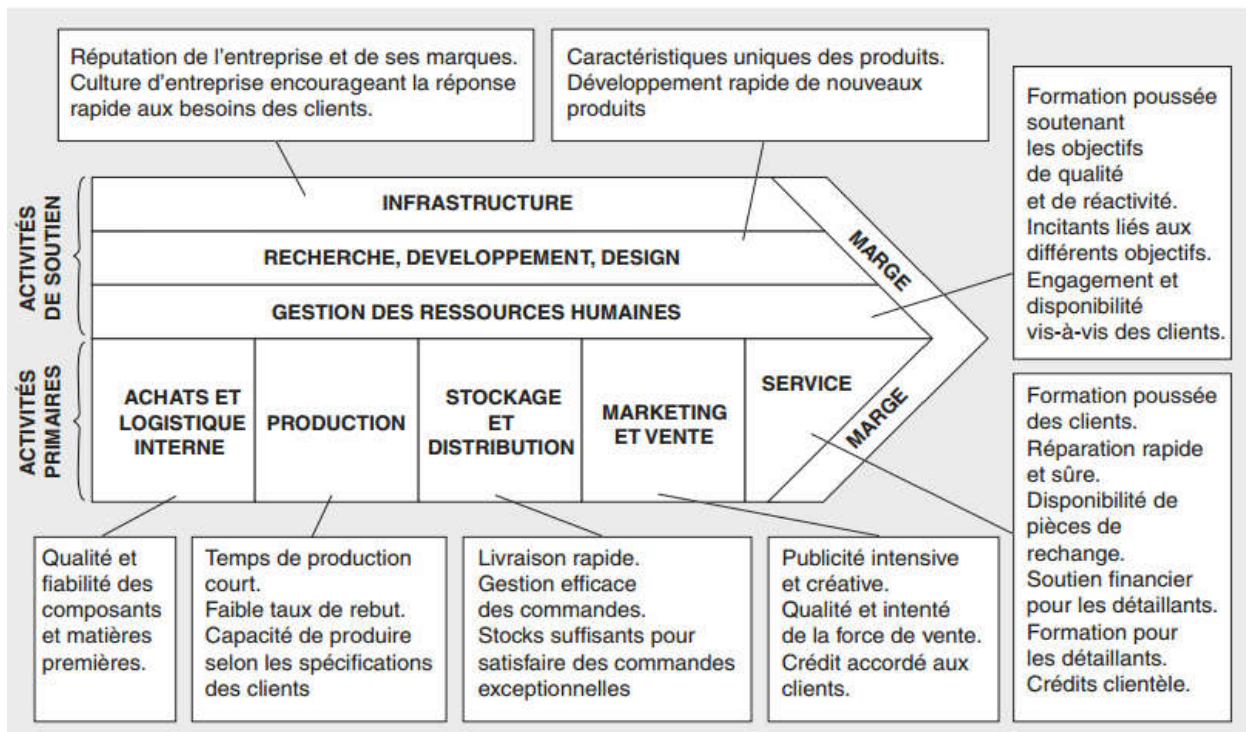 Réputation de l'entreprise et de ses marques.
Culture d'entreprise encourageant la réponse
rapide aux besoins des clients.
Caractéristiques uniques des produits.
Développement rapide de nouveaux
produits
Formation poussée
soutenant
les objectifs
de qualité
et de réactivité.
Incitants liés aux
différents objectifs.
Engagement et
disponibilité
vis-à-vis des clients.
ACTIVITÉS
DE SOUTIEN
INFRASTRUCTURE
RECHERCHE, DEVELOPPEMENT, DESIGN
GESTION DES RESSOURCES HUMAINES
MARGE
ACTIVITÉS
PRIMAIRES
ACHATS ET
LOGISTIQUE
INTERNE
PRODUCTION
STOCKAGE
ET
DISTRIBUTION
MARKETING
ET VENTE
SERVICE
MARGE
Formation poussée
des clients.
Réparation rapide
et sûre.
Disponibilité de
pièces de
rechange.
Soutien financier
pour les détaillants.
Formation pour
les détaillants.
Crédits clientèle.
Qualité et
fiabilité des
composants
et matières
premières.
Temps de production
court.
Faible taux de rebut.
Capacité de produire
selon les spécifications
des clients
Livraison rapide.
Gestion efficace
des commandes.
Stocks suffisants pour
satisfaire des commandes
exceptionnelles
Publicité intensive
et créative.
Qualité et intenté
de la force de vente.
Crédit accordé aux
clients.